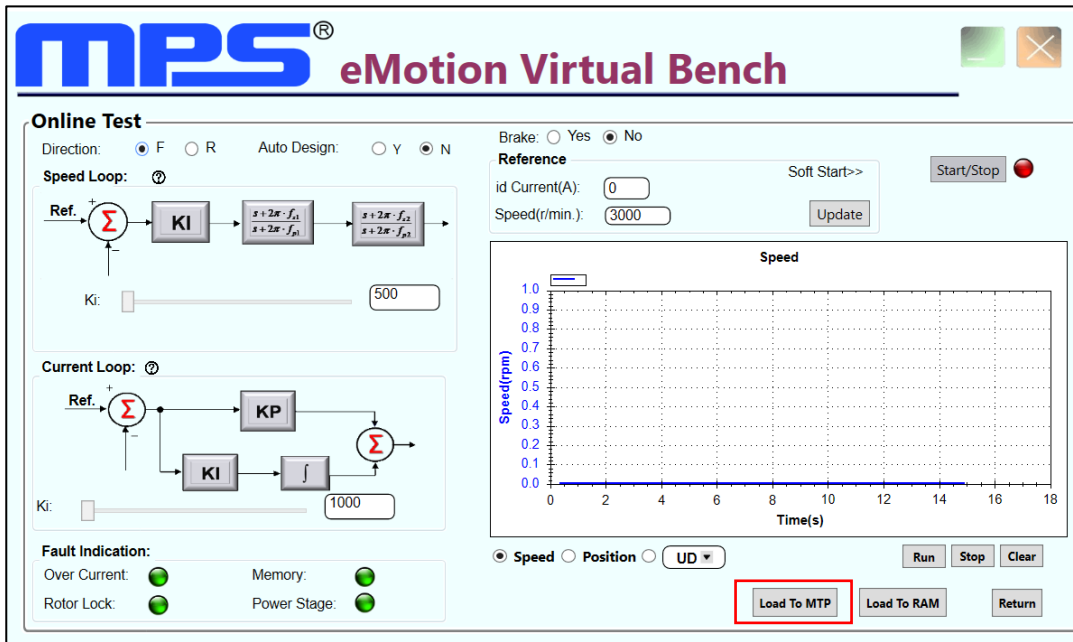 MPS®
eMotion Virtual Bench
Online Test
Direction: F R Auto Design: Y N
Speed Loop: ?
Ref. + Σ KI s + 2π · f_z1 / s + 2π · f_p1 s + 2π · f_z2 / s + 2π · f_p2
−
Ki: 500
Current Loop: ?
+
Ref. Σ KP
− Σ
KI ∫
Ki: 1000
Fault Indication:
Over Current: Memory:
Rotor Lock: Power Stage:
Brake: Yes No
Reference
Soft Start>>
id Current(A): 0
Speed(r/min.): 3000 Update
Start/Stop
Speed
1.0
0.9
0.8
0.7
0.6
0.5
0.4
0.3
0.2
0.1
0.0
Speed(rpm)
0 2 4 6 8 10 12 14 16 18
Time(s)
Speed Position UD Run Stop Clear
Load To MTP Load To RAM Return